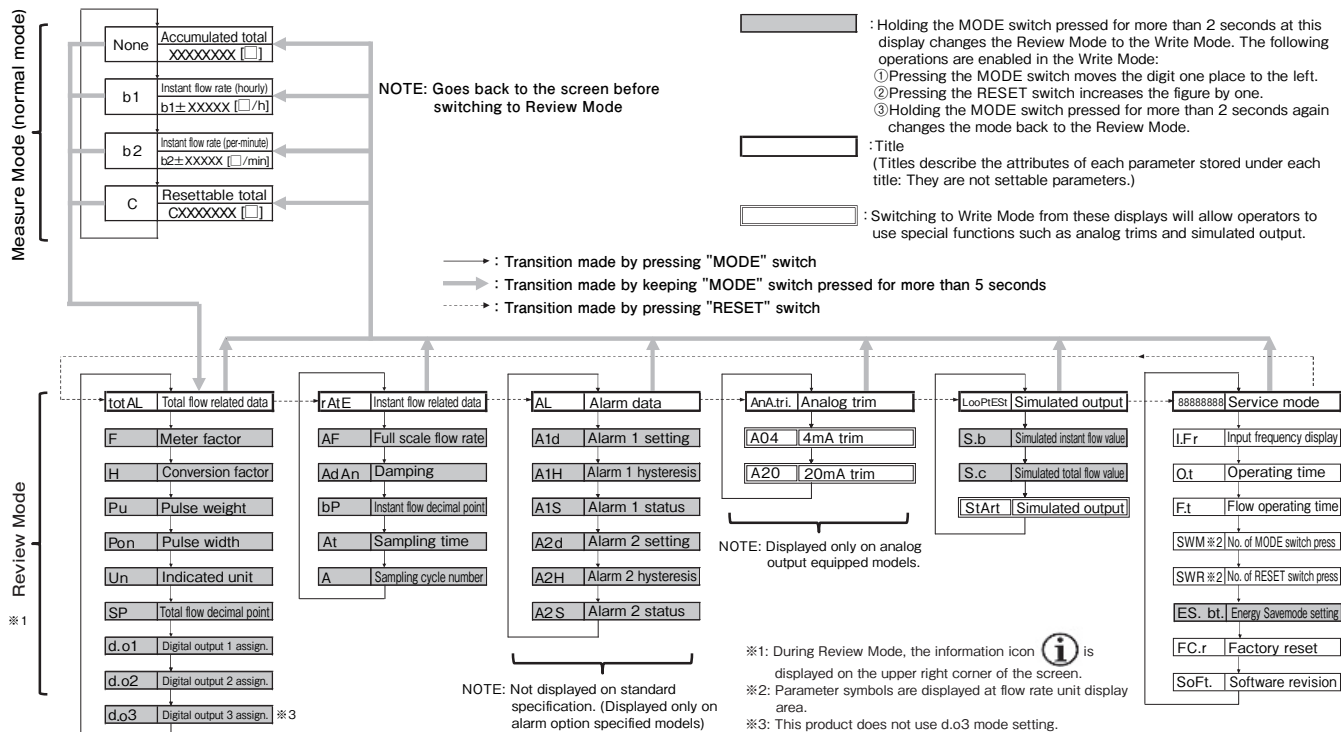 Measure Mode (normal mode)
None
Accumulated total
XXXXXXXX [□]
b1
Instant flow rate (hourly)
b1±XXXXX [□/h]
b2
Instant flow rate (per-minute)
b2±XXXXX [□/min]
C
Resettable total
CXXXXXXX [□]
NOTE: Goes back to the screen before
switching to Review Mode
: Holding the MODE switch pressed for more than 2 seconds at this
display changes the Review Mode to the Write Mode. The following
operations are enabled in the Write Mode:
①Pressing the MODE switch moves the digit one place to the left.
②Pressing the RESET switch increases the figure by one.
③Holding the MODE switch pressed for more than 2 seconds again
changes the mode back to the Review Mode.
: Title
(Titles describe the attributes of each parameter stored under each
title: They are not settable parameters.)
: Switching to Write Mode from these displays will allow operators to
use special functions such as analog trims and simulated output.
: Transition made by pressing "MODE" switch
: Transition made by keeping "MODE" switch pressed for more than 5 seconds
: Transition made by pressing "RESET" switch
※1 Review Mode
totAL Total flow related data
F Meter factor
H Conversion factor
Pu Pulse weight
Pon Pulse width
Un Indicated unit
SP Total flow decimal point
d.o1 Digital output 1 assign.
d.o2 Digital output 2 assign.
d.o3 Digital output 3 assign. ※3
rAtE Instant flow related data
AF Full scale flow rate
AdAn Damping
bP Instant flow decimal point
At Sampling time
A Sampling cycle number
AL Alarm data
A1d Alarm 1 setting
A1H Alarm 1 hysteresis
A1S Alarm 1 status
A2d Alarm 2 setting
A2H Alarm 2 hysteresis
A2S Alarm 2 status
NOTE: Not displayed on standard
specification. (Displayed only on
alarm option specified models)
AnA.tri. Analog trim
A04 4mA trim
A20 20mA trim
NOTE: Displayed only on analog
output equipped models.
LooPtESt Simulated output
S.b Simulated instant flow value
S.c Simulated total flow value
StArt Simulated output
88888888 Service mode
I.Fr Input frequency display
O.t Operating time
F.t Flow operating time
SWM ※2 No. of MODE switch press
SWR ※2 No. of RESET switch press
ES. bt. Energy Savemode setting
FC.r Factory reset
SoFt. Software revision
※1: During Review Mode, the information icon i is
displayed on the upper right corner of the screen.
※2: Parameter symbols are displayed at flow rate unit display
area.
※3: This product does not use d.o3 mode setting.